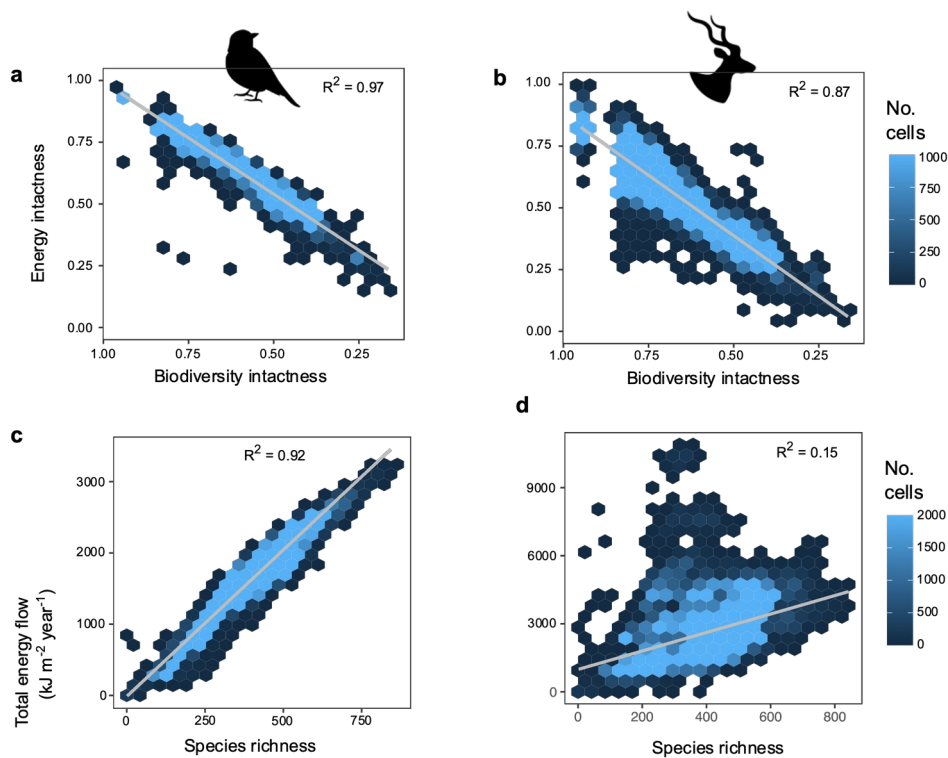 a
R² = 0.97
Energy intactness
1.00
0.75
0.50
0.25
0.00
1.00 0.75 0.50 0.25
Biodiversity intactness
b
R² = 0.87
1.00
0.75
0.50
0.25
0.00
1.00 0.75 0.50 0.25
Biodiversity intactness
No.
cells
1000
750
500
250
0
c
R² = 0.92
Total energy flow
(kJ m⁻² year⁻¹)
3000
2000
1000
0
0 250 500 750
Species richness
d
R² = 0.15
9000
6000
3000
0
0 200 400 600 800
Species richness
No.
cells
2000
1500
1000
500
0